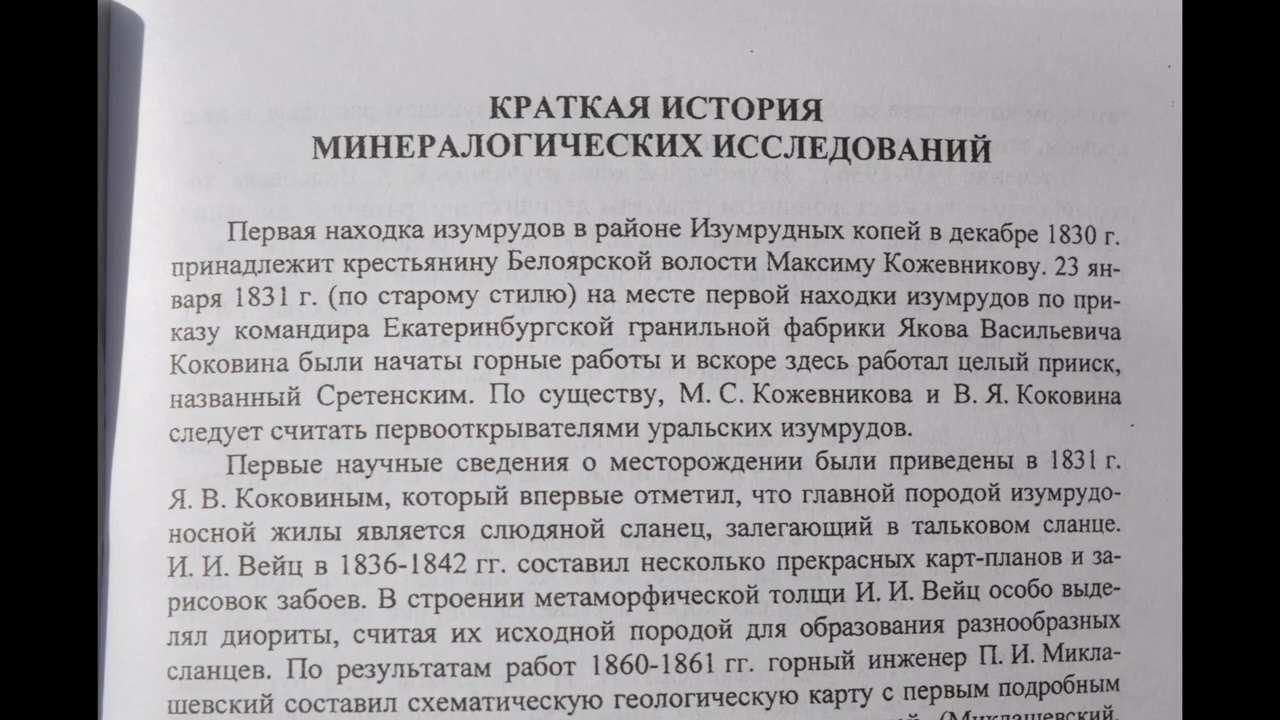 КРАТКАЯ ИСТОРИЯ
МИНЕРАЛОГИЧЕСКИХ ИССЛЕДОВАНИЙ
Первая находка изумрудов в районе Изумрудных копей в декабре 1830 г.
принадлежит крестьянину Белоярской волости Максиму Кожевникову. 23 ян-
варя 1831 г. (по старому стилю) на месте первой находки изумрудов по при-
казу командира Екатеринбургской гранильной фабрики Якова Васильевича
Коковина были начаты горные работы и вскоре здесь работал целый прииск,
названный Сретенским. По существу, М. С. Кожевникова и В. Я. Коковина
следует считать первооткрывателями уральских изумрудов.
Первые научные сведения о месторождении были приведены в 1831 г.
Я. В. Коковиным, который впервые отметил, что главной породой изумрудо-
носной жилы является слюдяной сланец, залегающий в тальковом сланце.
И. И. Вейц в 1836-1842 гг. составил несколько прекрасных карт-планов и за-
рисовок забоев. В строении метаморфической толщи И. И. Вейц особо выде-
лял диориты, считая их исходной породой для образования разнообразных
сланцев. По результатам работ 1860-1861 гг. горный инженер П. И. Микла-
шевский составил схематическую геологическую карту с первым подробным
(Миклашевский,